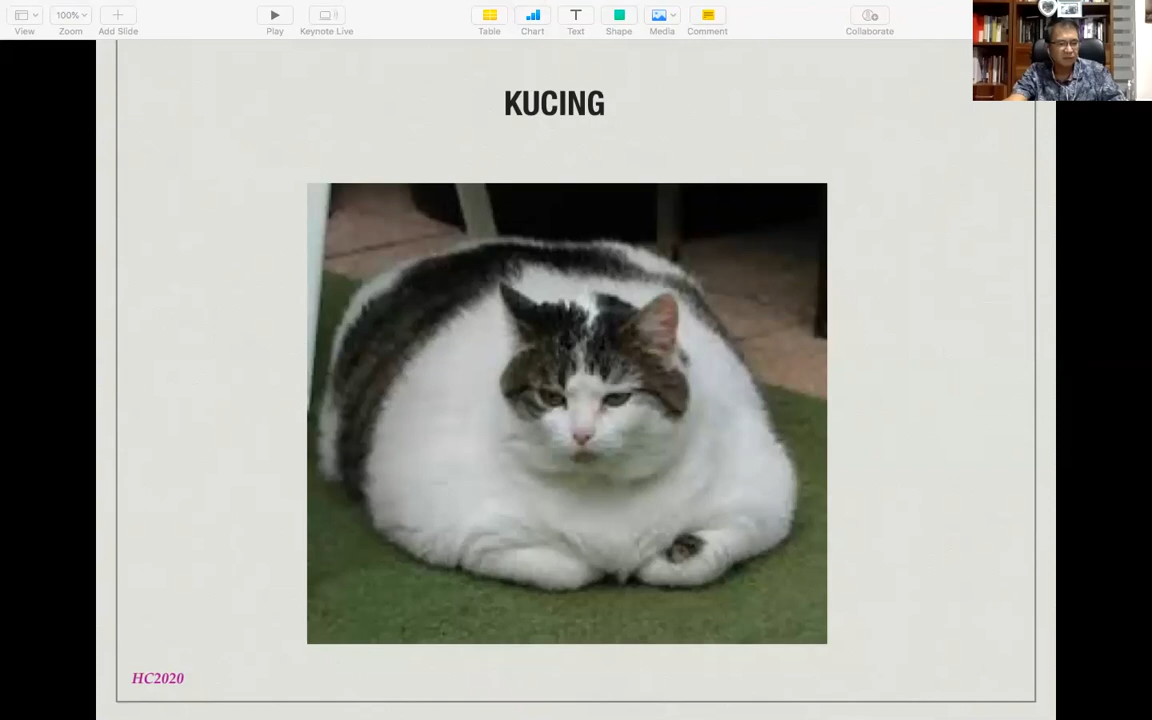 View
100%
Zoom
Add Slide
Play
Keynote Live
Table
Chart
Text
Shape
Media
Comment
Collaborate
KUCING
HC2020